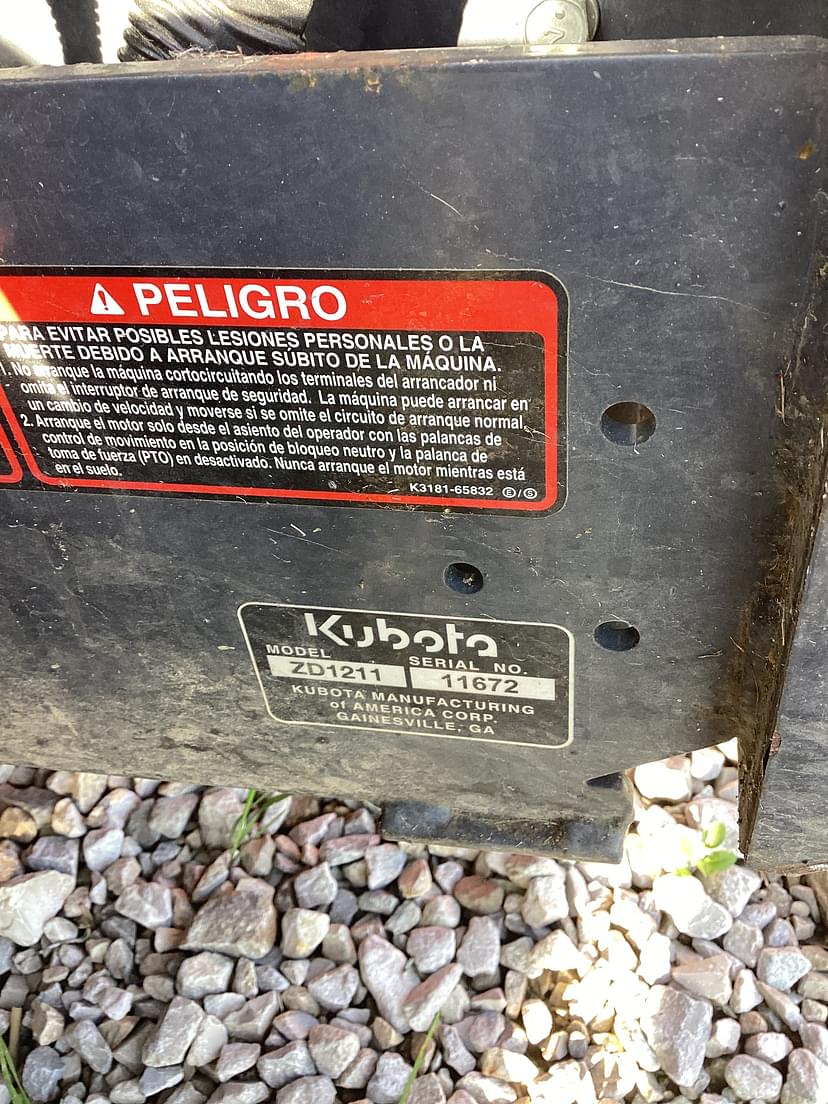 PELIGRO
PARA EVITAR POSIBLES LESIONES PERSONALES O LA
MUERTE DEBIDO A ARRANQUE SÚBITO DE LA MÁQUINA.
1. No arranque la máquina cortocircuitando los terminales del arrancador ni
omita el interruptor de arranque de seguridad. La máquina puede arrancar en
un cambio de velocidad y moverse si se omite el circuito de arranque normal
2. Arranque el motor solo desde el asiento del operador con las palancas de
control de movimiento en la posición de bloqueo neutro y la palanca de
toma de fuerza (PTO) en desactivado. Nunca arranque el motor mientras está
en el suelo.
K3181-65832 Ⓔ/Ⓢ
Kubota
MODEL SERIAL NO.
ZD1211 11672
KUBOTA MANUFACTURING
of AMERICA CORP.
GAINESVILLE, GA